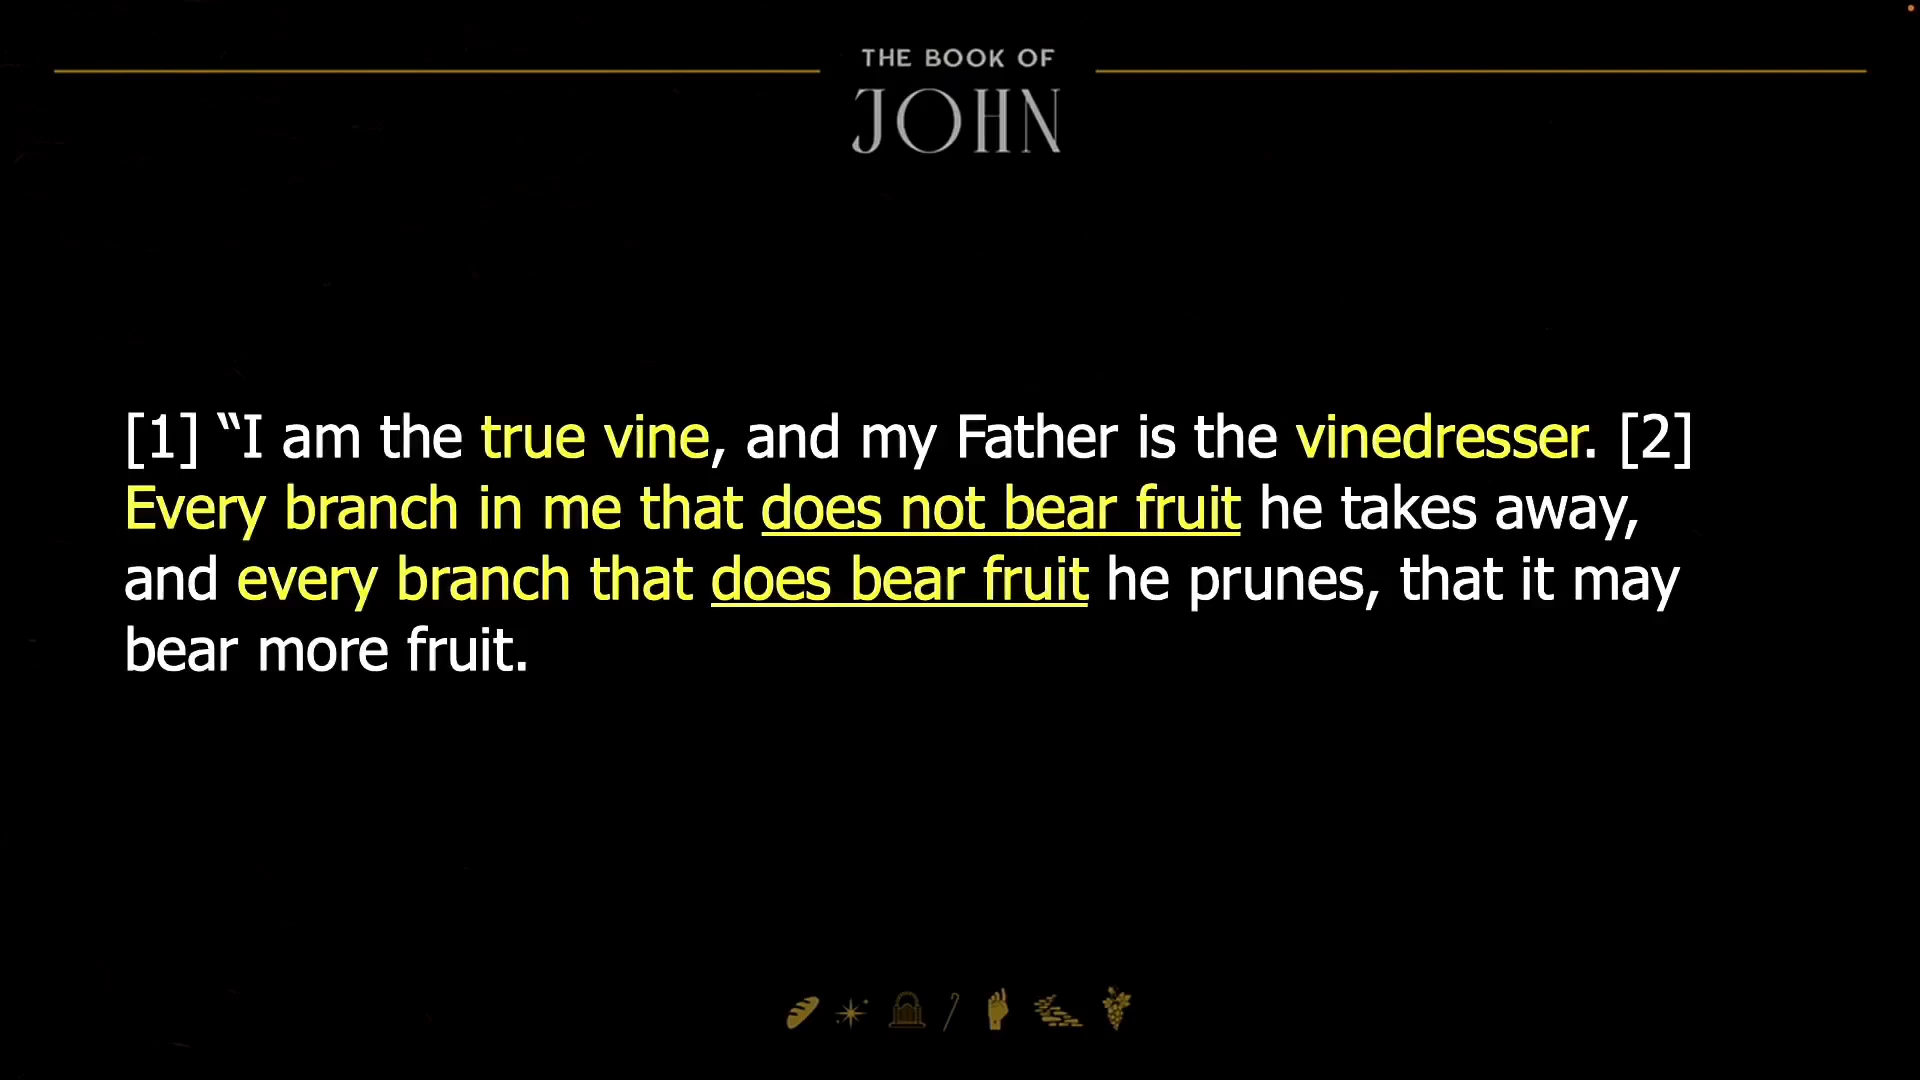 THE BOOK OF
JOHN
[1] “I am the true vine, and my Father is the vinedresser. [2]
Every branch in me that does not bear fruit he takes away,
and every branch that does bear fruit he prunes, that it may
bear more fruit.